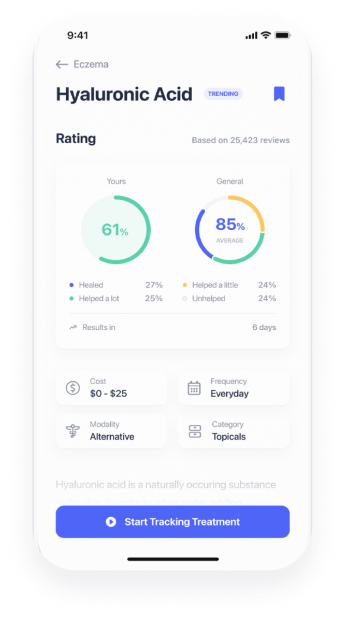 9:41
Eczema
Hyaluronic Acid TRENDING
Rating Based on 25,423 reviews
Yours General
61% 85%
AVERAGE
Healed 27% Helped a little 24%
Helped a lot 25% Unhelped 24%
Results in 6 days
Cost Frequency
$0 - $25 Everyday
Modality Category
Alternative Topicals
Hyaluronic acid is a naturally occuring substance
Start Tracking Treatment